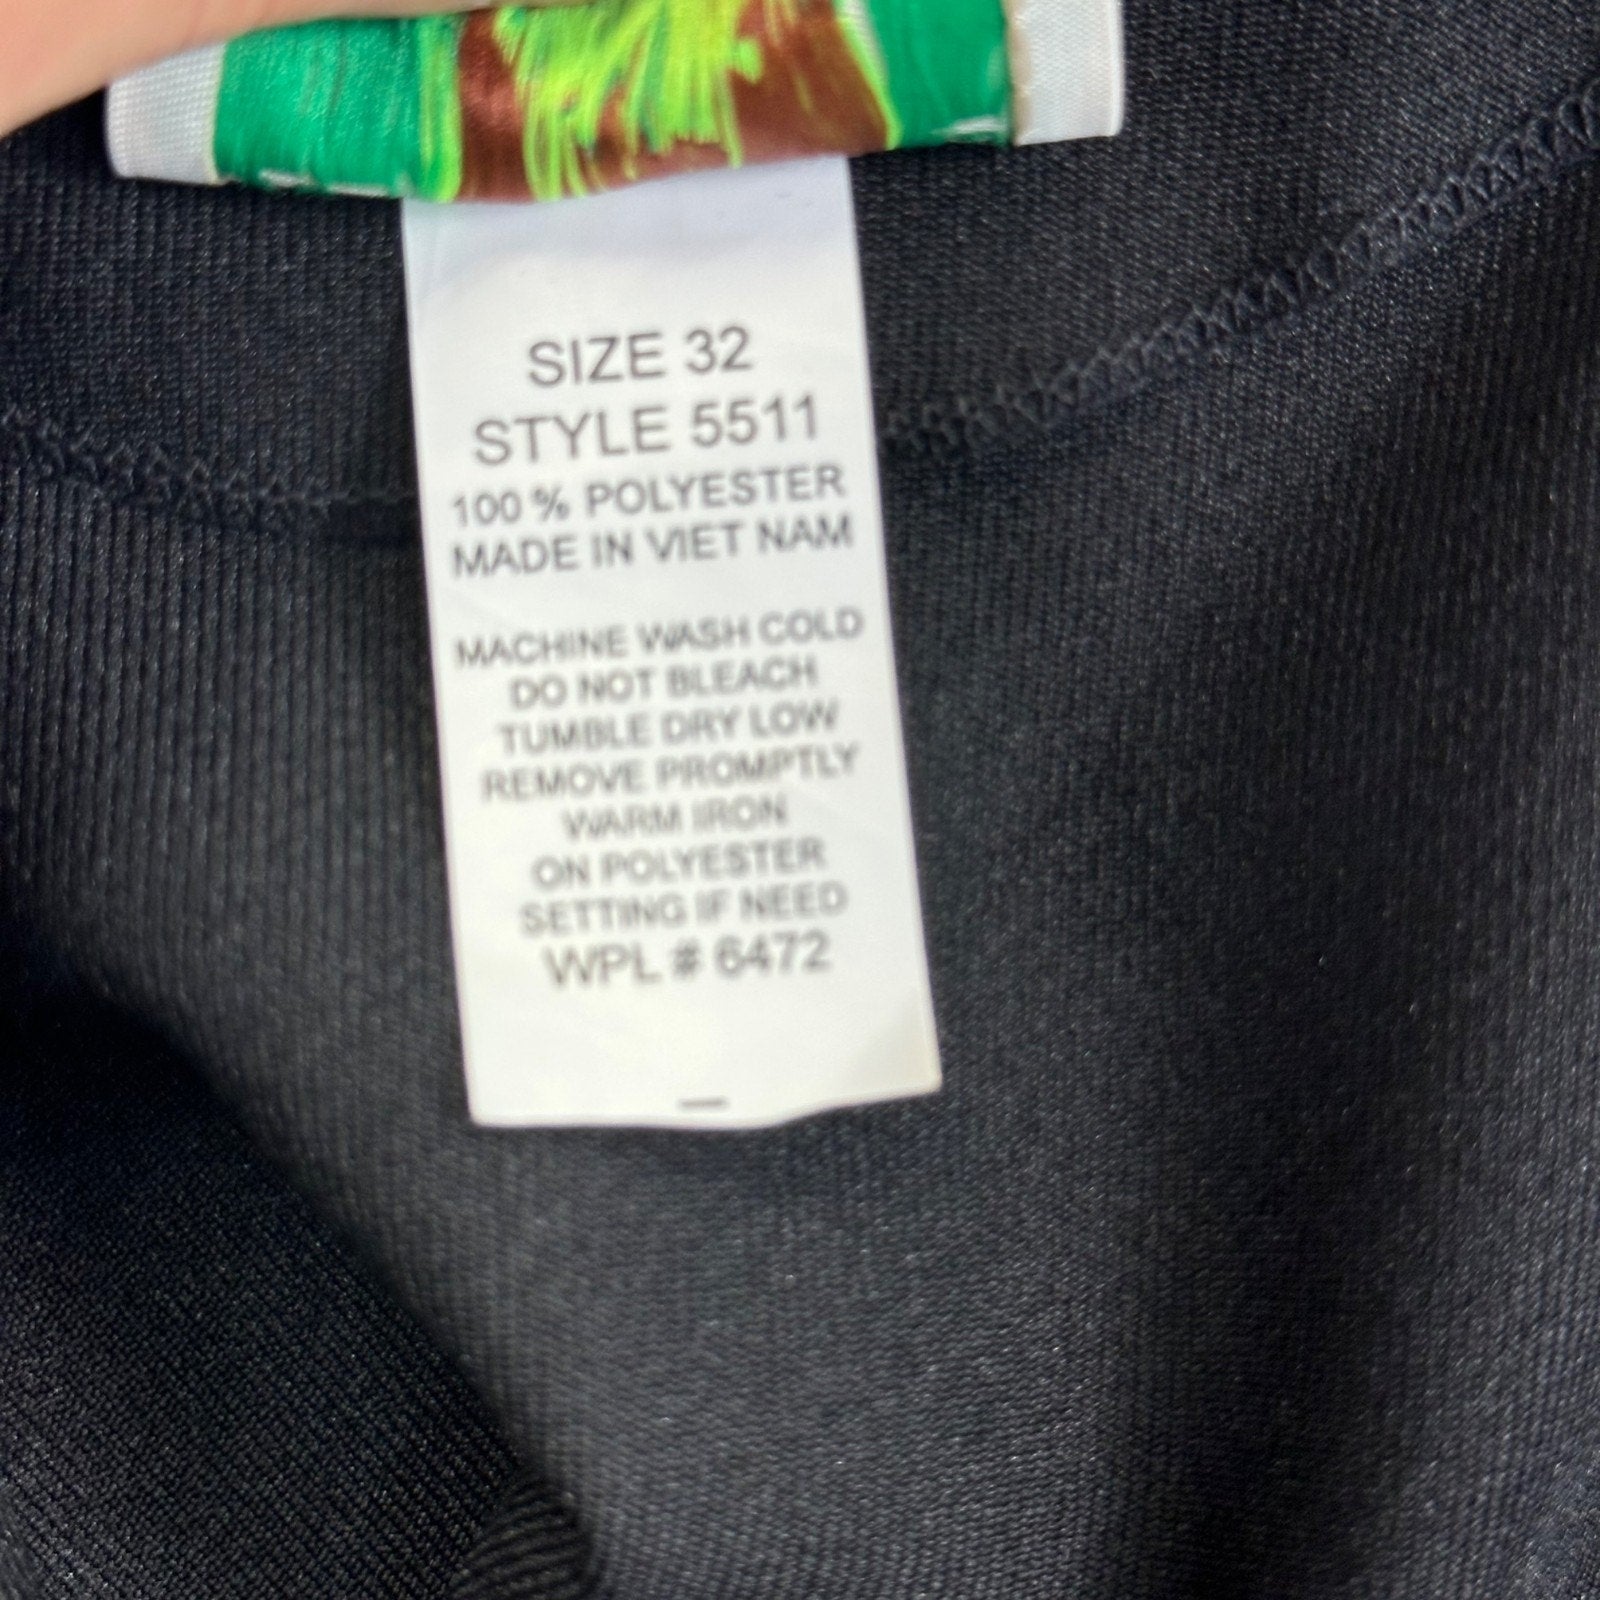 SIZE 32
STYLE 5511
100 % POLYESTER
MADE IN VIET NAM
MACHINE WASH COLD
DO NOT BLEACH
TUMBLE DRY LOW
REMOVE PROMPTLY
WARM IRON
ON POLYESTER
SETTING IF NEED
WPL # 6472